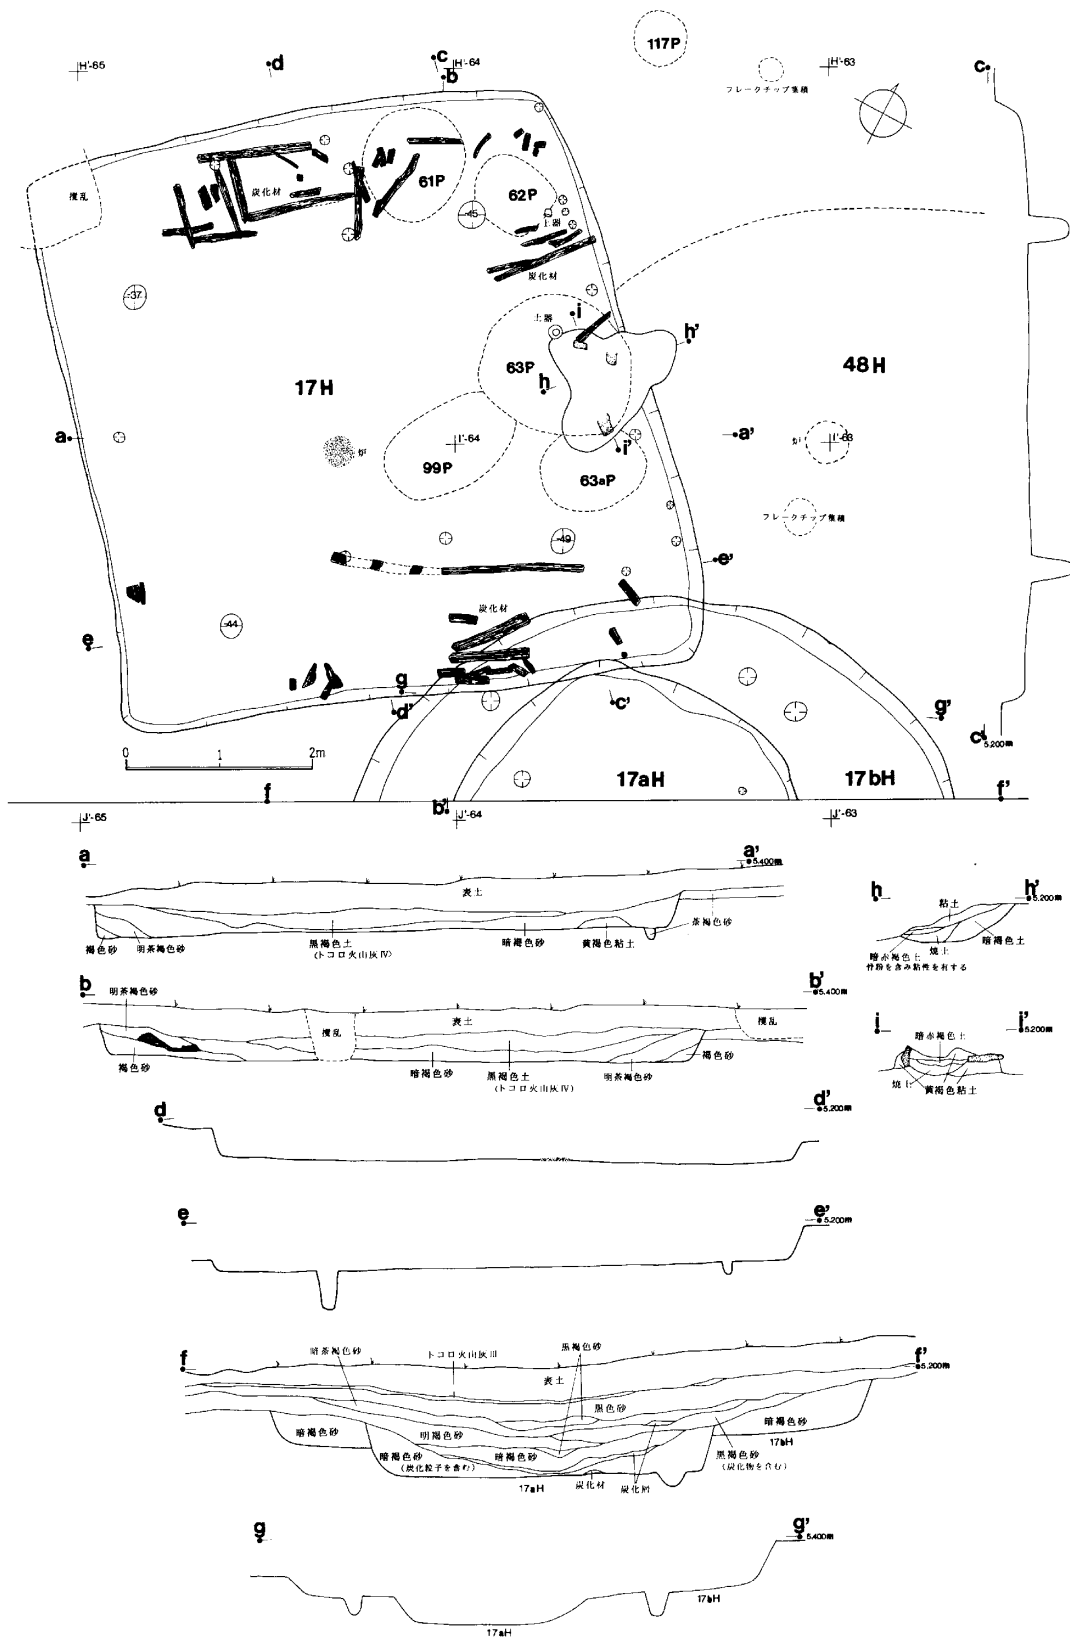 117P
H'-65
d
c
H'-64
b
H'-63
c
フレークチップ集積
攪乱
炭化材
61P
62P
-45
土器
炭化材
-37
土器
i
h'
63P
h
17H
48H
a
炉
I'-64
99P
i'
63aP
a'
炉
I'-63
フレークチップ集積
-49
e'
炭化材
-44
e
g
d'
c'
g'
c'
5.200m
0 1 2m
17aH
17bH
f
b'
f'
J'-65
J'-64
J'-63
a
a'
5.400m
表土
褐色砂
明茶褐色砂
黒褐色土
(トコロ火山灰Ⅳ)
暗褐色砂
黄褐色粘土
茶褐色砂
h
h'
5.200m
粘土
暗赤褐色土
骨粉を含み粘性を有する
焼土
暗褐色土
b
明茶褐色砂
b'
5.400m
攪乱
表土
攪乱
褐色砂
暗褐色砂
黒褐色土
(トコロ火山灰Ⅳ)
明茶褐色砂
褐色砂
i
i'
5.200m
暗赤褐色土
焼土
黄褐色粘土
d
d'
5.200m
e
e'
5.200m
f
暗茶褐色砂
トコロ火山灰Ⅲ
黒褐色砂
f'
5.200m
表土
黒色砂
暗褐色砂
明褐色砂
暗褐色砂
(炭化粒子を含む)
暗褐色砂
暗褐色砂
17bH
黒褐色砂
(炭化物を含む)
17aH
炭化材
炭化材
g
g'
5.400m
17bH
17aH